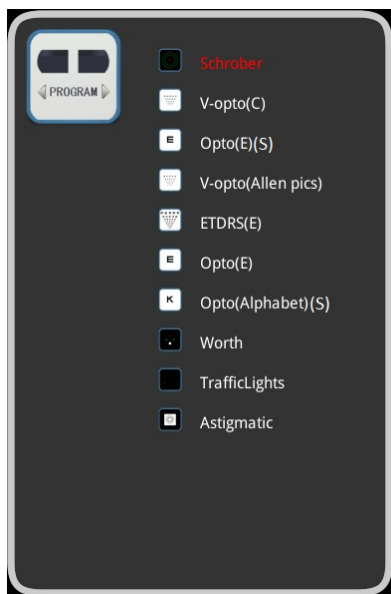 PROGRAM
Schrober
V-opto(C)
E
Opto(E)(S)
V-opto(Allen pics)
ETDRS(E)
E
Opto(E)
K
Opto(Alphabet)(S)
Worth
TrafficLights
Astigmatic